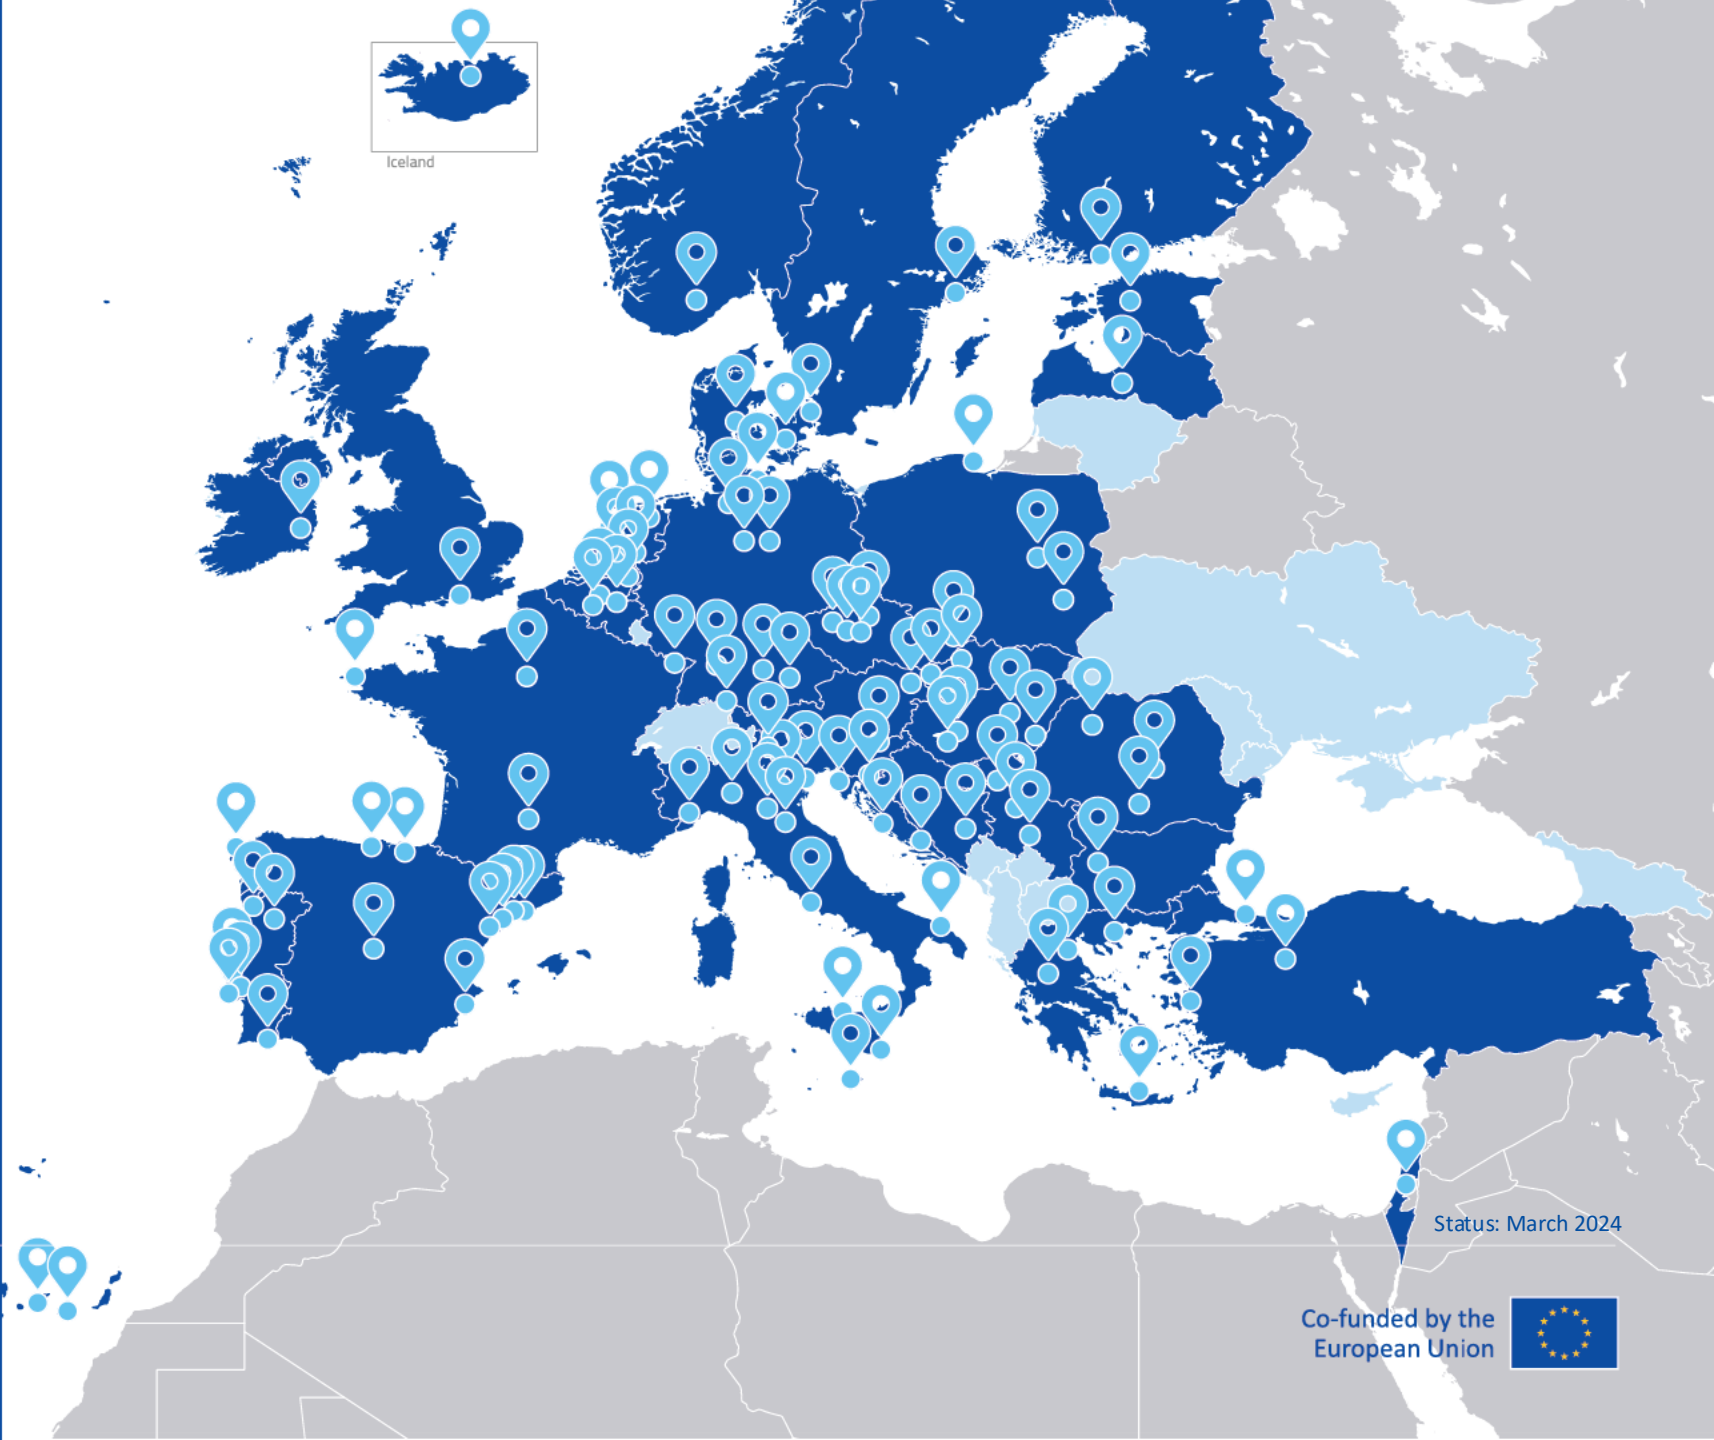 Iceland
Status: March 2024
Co-funded by the
European Union